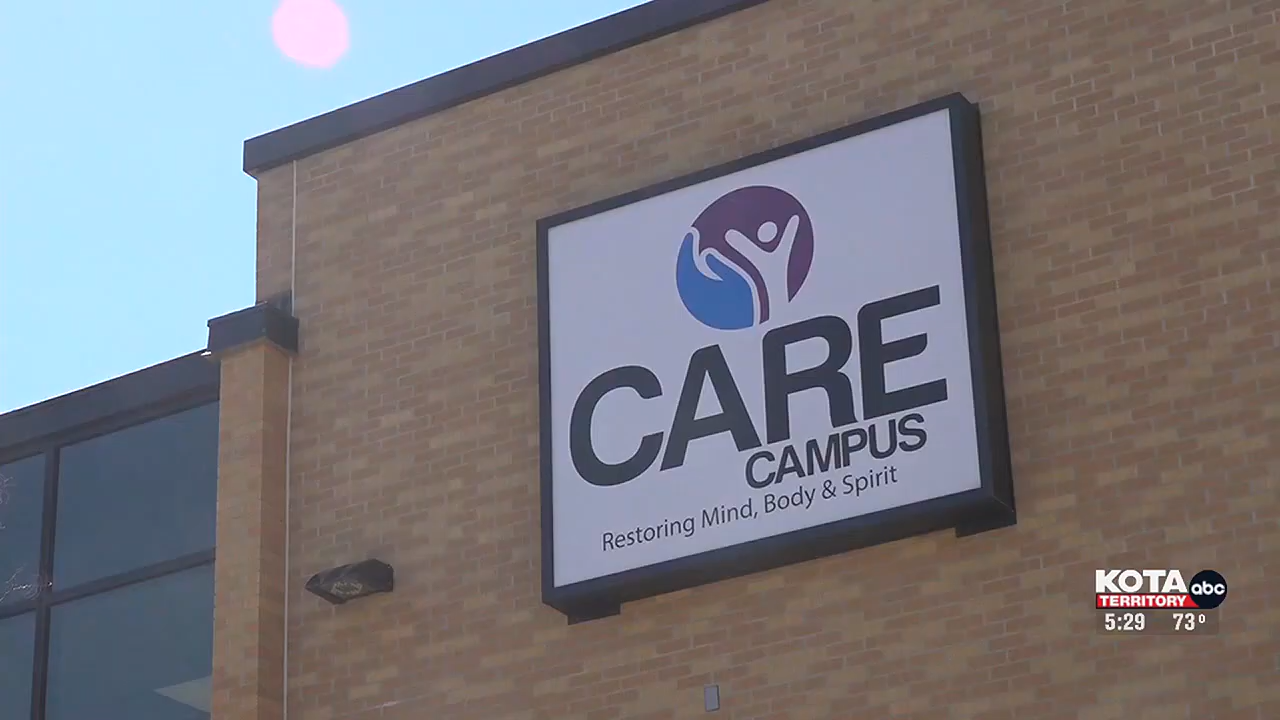 CARE
CAMPUS
Restoring Mind, Body & Spirit
KOTA abc
TERRITORY
5:29 73°